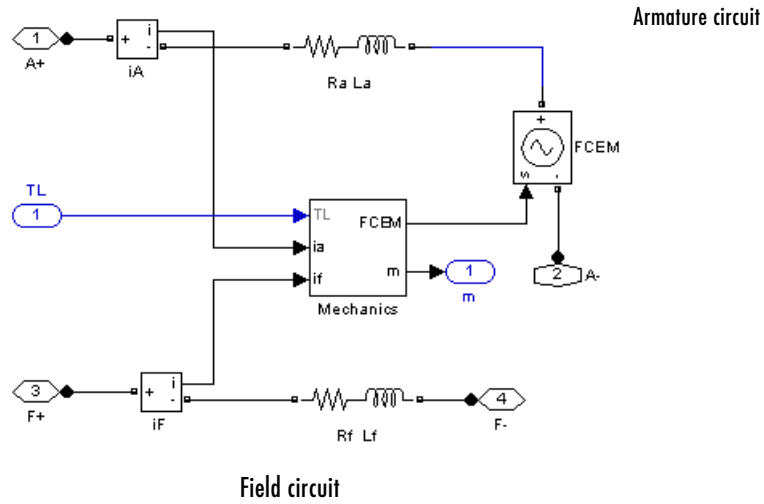 Armature circuit
1
A+
+
i
-
iA
Ra La
+
FCEM
s
-
TL
1
TL
FCEM
ia
m
if
Mechanics
1
m
2
A-
3
F+
+
i
-
iF
Rf Lf
4
F-
Field circuit